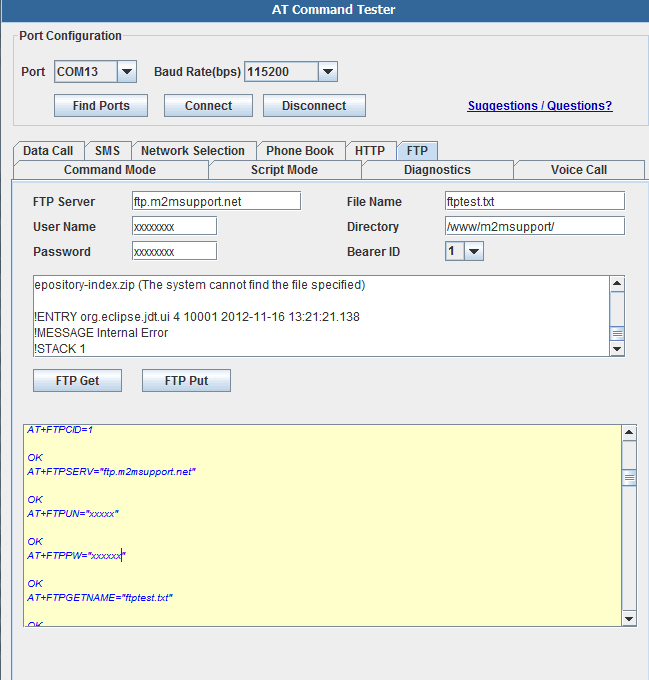 AT Command Tester
Port Configuration
Port COM13 Baud Rate(bps) 115200
Find Ports Connect Disconnect Suggestions / Questions?
Data Call SMS Network Selection Phone Book HTTP FTP
Command Mode Script Mode Diagnostics Voice Call
FTP Server ftp.m2msupport.net File Name ftptest.txt
User Name xxxxxxxx Directory /www/m2msupport/
Password xxxxxxxx Bearer ID 1
epository-index.zip (The system cannot find the file specified)
!ENTRY org.eclipse.jdt.ui 4 10001 2012-11-16 13:21:21.138
!MESSAGE Internal Error
!STACK 1
FTP Get FTP Put
AT+FTPCID=1
OK
AT+FTPSERV="ftp.m2msupport.net"
OK
AT+FTPUN="xxxxx"
OK
AT+FTPPW="xxxxxx"
OK
AT+FTPGETNAME="ftptest.txt"
OK